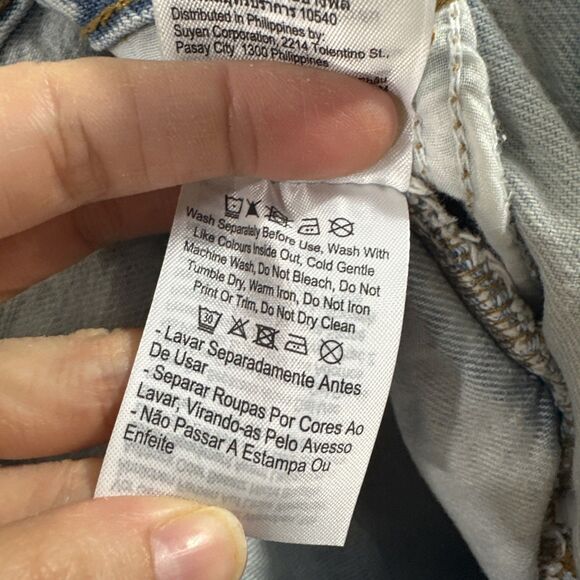 10540
Distributed in Philippines by:
Suyen Corporation, 2214 Tolentino St.,
Pasay City, 1300 Philippines
Wash Separately Before Use, Wash With
Like Colours Inside Out, Cold Gentle
Machine Wash, Do Not Bleach, Do Not
Tumble Dry, Warm Iron, Do Not Iron
Print Or Trim, Do Not Dry Clean
30
- Lavar Separadamente Antes
De Usar
- Separar Roupas Por Cores Ao
Lavar, Virando-as Pelo Avesso
- Não Passar A Estampa Ou
Enfeite